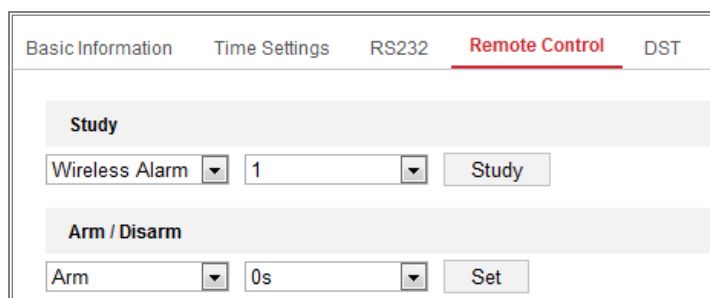 Basic Information Time Settings RS232 Remote Control DST
Study
Wireless Alarm 1 Study
Arm / Disarm
Arm 0s Set